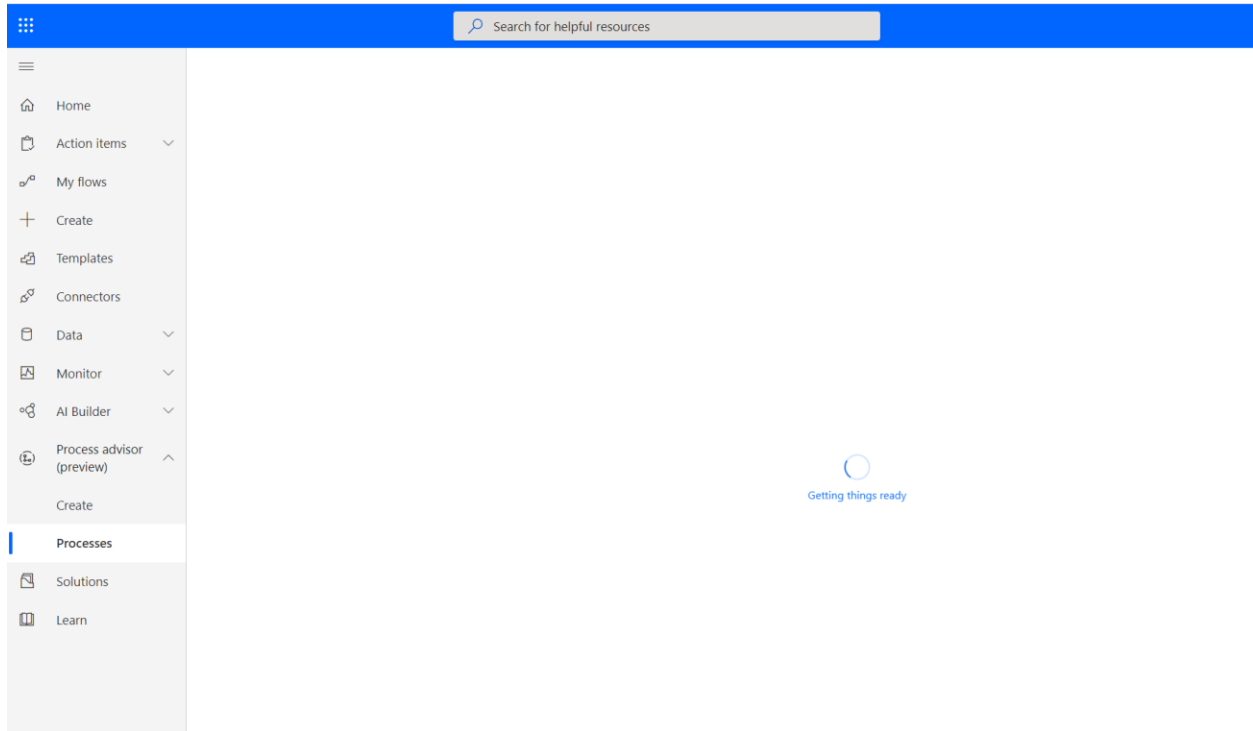 Search for helpful resources
Home
Action items
My flows
Create
Templates
Connectors
Data
Monitor
AI Builder
Process advisor
(preview)
Create
Processes
Solutions
Learn
Getting things ready